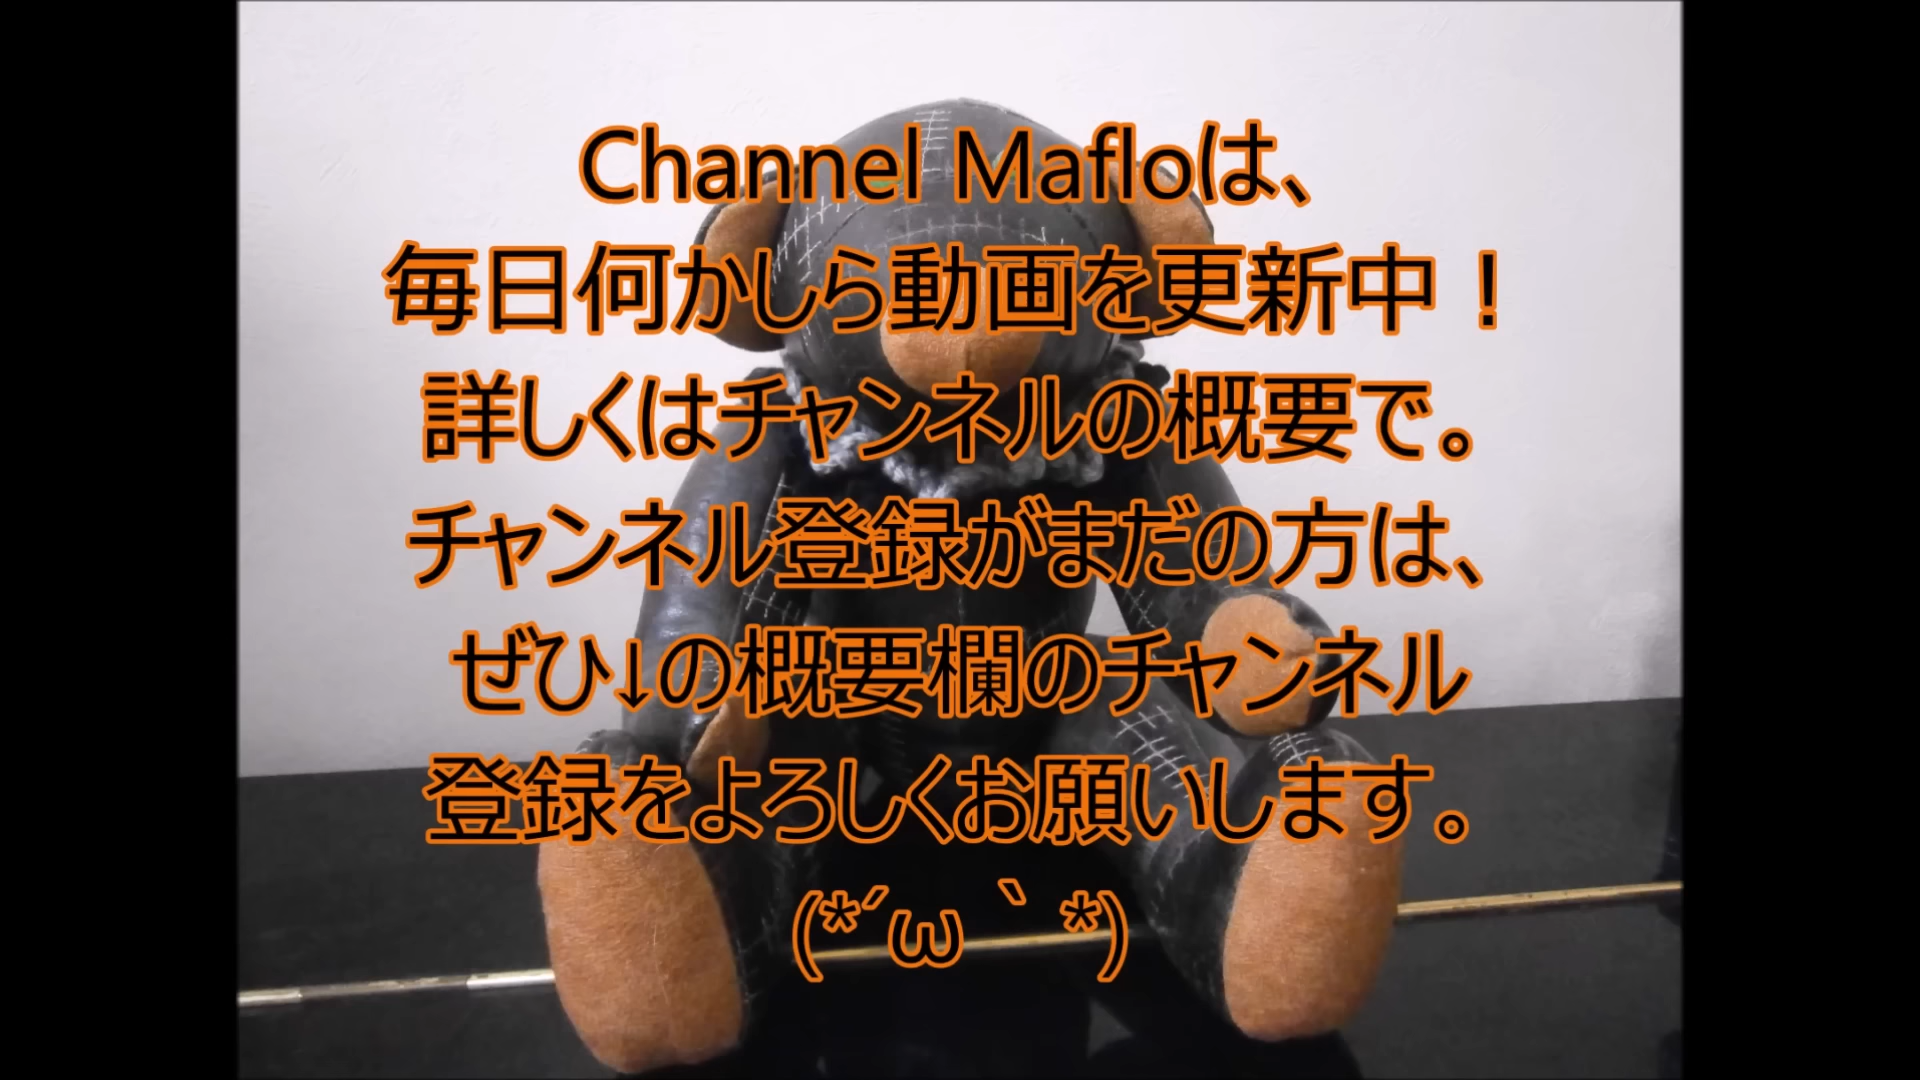 Channel Mafloは、
毎日何かしら動画を更新中！
詳しくはチャンネルの概要で。
チャンネル登録がまだの方は、
ぜひ↓の概要欄のチャンネル
登録をよろしくお願いします。
(*´ω｀*)